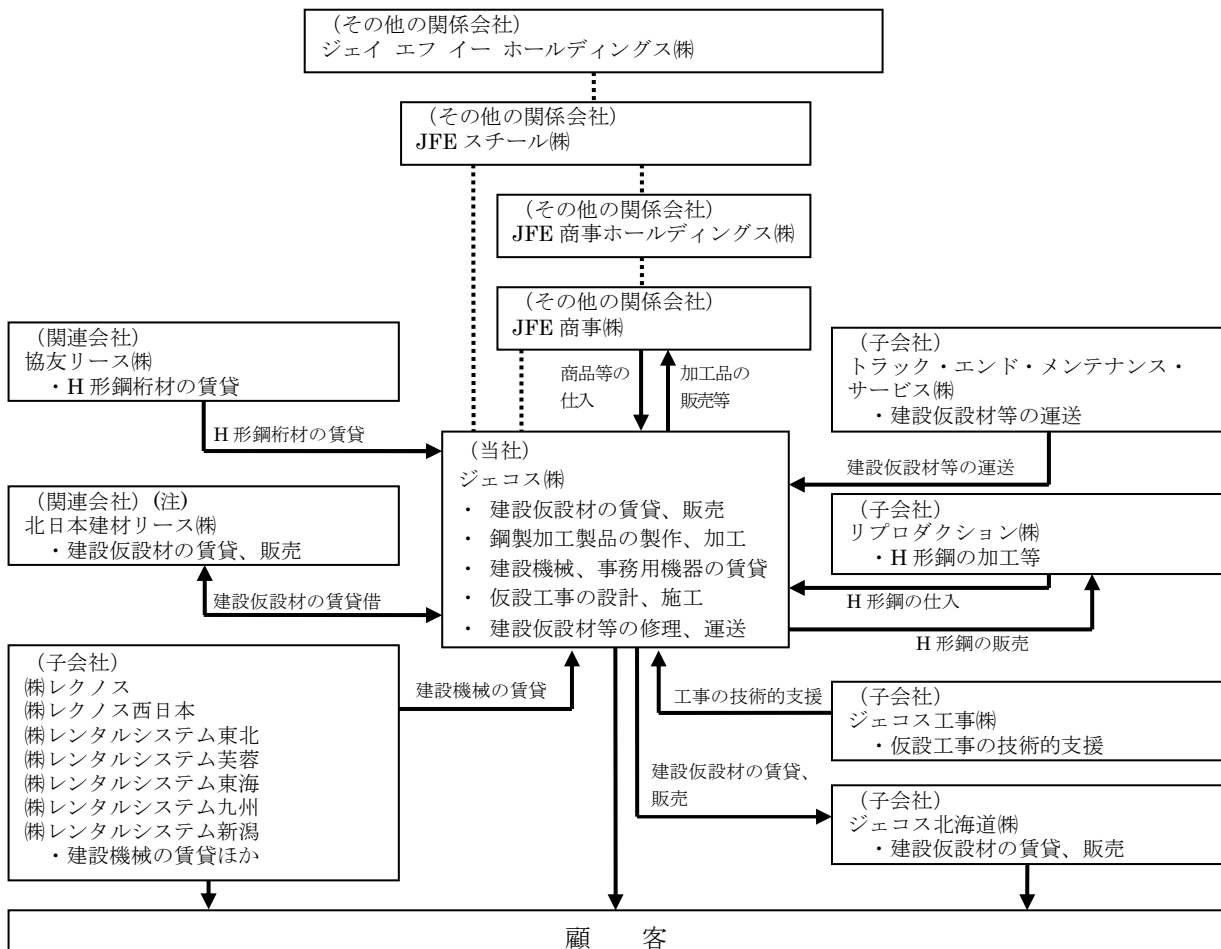 （その他の関係会社）
ジェイ エフ イー ホールディングス㈱
（その他の関係会社）
JFE スチール㈱
（その他の関係会社）
JFE 商事ホールディングス㈱
（その他の関係会社）
JFE 商事㈱
（関連会社）
協友リース㈱
・H 形鋼桁材の賃貸
商品等の
仕入
加工品の
販売等
（子会社）
トラック・エンド・メンテナンス・
サービス㈱
・建設仮設材等の運送
H 形鋼桁材の賃貸
建設仮設材等の運送
（当社）
ジェコス㈱
・ 建設仮設材の賃貸、販売
・ 鋼製加工製品の製作、加工
・ 建設機械、事務用機器の賃貸
・ 仮設工事の設計、施工
・ 建設仮設材等の修理、運送
（関連会社）(注)
北日本建材リース㈱
・建設仮設材の賃貸、販売
建設仮設材の賃貸借
（子会社）
リプロダクション㈱
・H 形鋼の加工等
H 形鋼の仕入
H 形鋼の販売
（子会社）
㈱レクノス
㈱レクノス西日本
㈱レンタルシステム東北
㈱レンタルシステム芙蓉
㈱レンタルシステム東海
㈱レンタルシステム九州
㈱レンタルシステム新潟
・建設機械の賃貸ほか
建設機械の賃貸
工事の技術的支援
（子会社）
ジェコス工事㈱
・仮設工事の技術的支援
建設仮設材の賃貸、
販売
（子会社）
ジェコス北海道㈱
・建設仮設材の賃貸、販売
顧　客